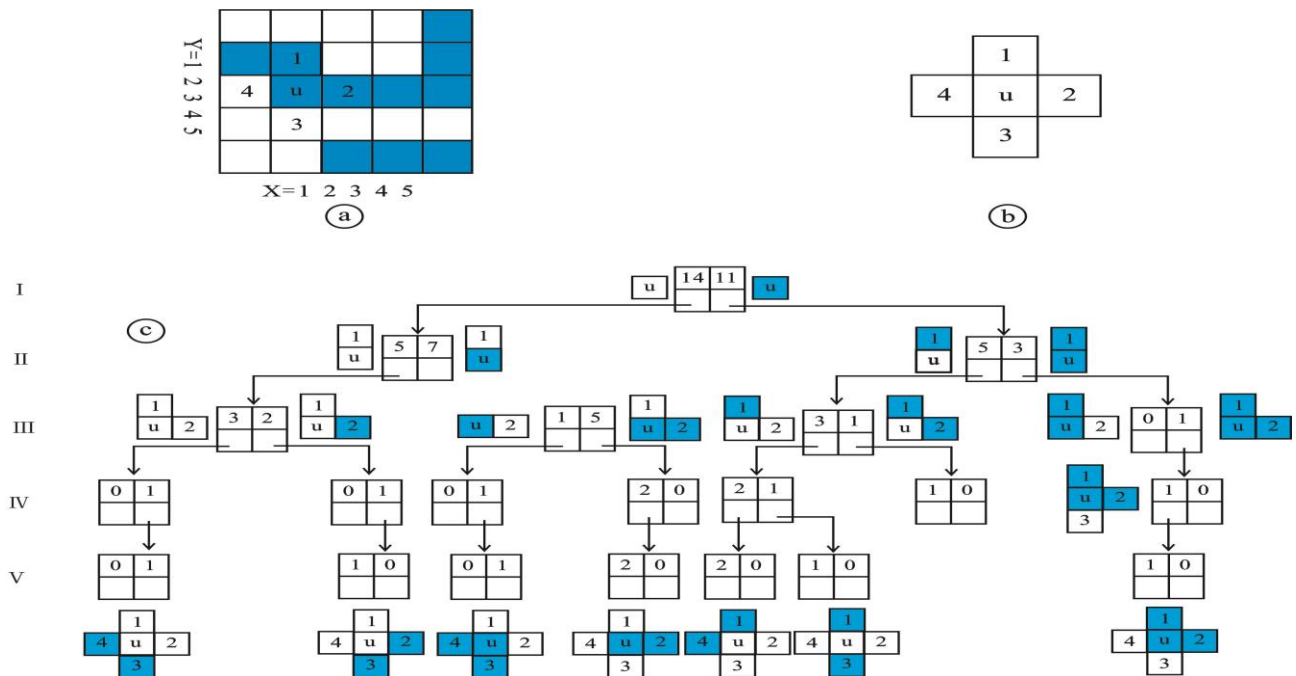 1
4 u 2
3
Y=1 2 3 4 5
X=1 2 3 4 5
a
1
4 u 2
3
b
I
u 14 11 u
c
II
1 1
u 5 7 u
1 1
u 5 3 u
III
1 1
u 2 3 2 u 2
1
u 2 1 5 u 2
1 1
u 2 3 1 u 2
1 1
u 2 0 1 u 2
IV
0 1
0 1
0 1
2 0
2 1
1 0
1
u 2
3
1 0
V
0 1
1 0
0 1
2 0
2 0
1 0
1 0
1
4 u 2
3
1
4 u 2
3
1
4 u 2
3
1
4 u 2
3
1
4 u 2
3
1
4 u 2
3
1
4 u 2
3